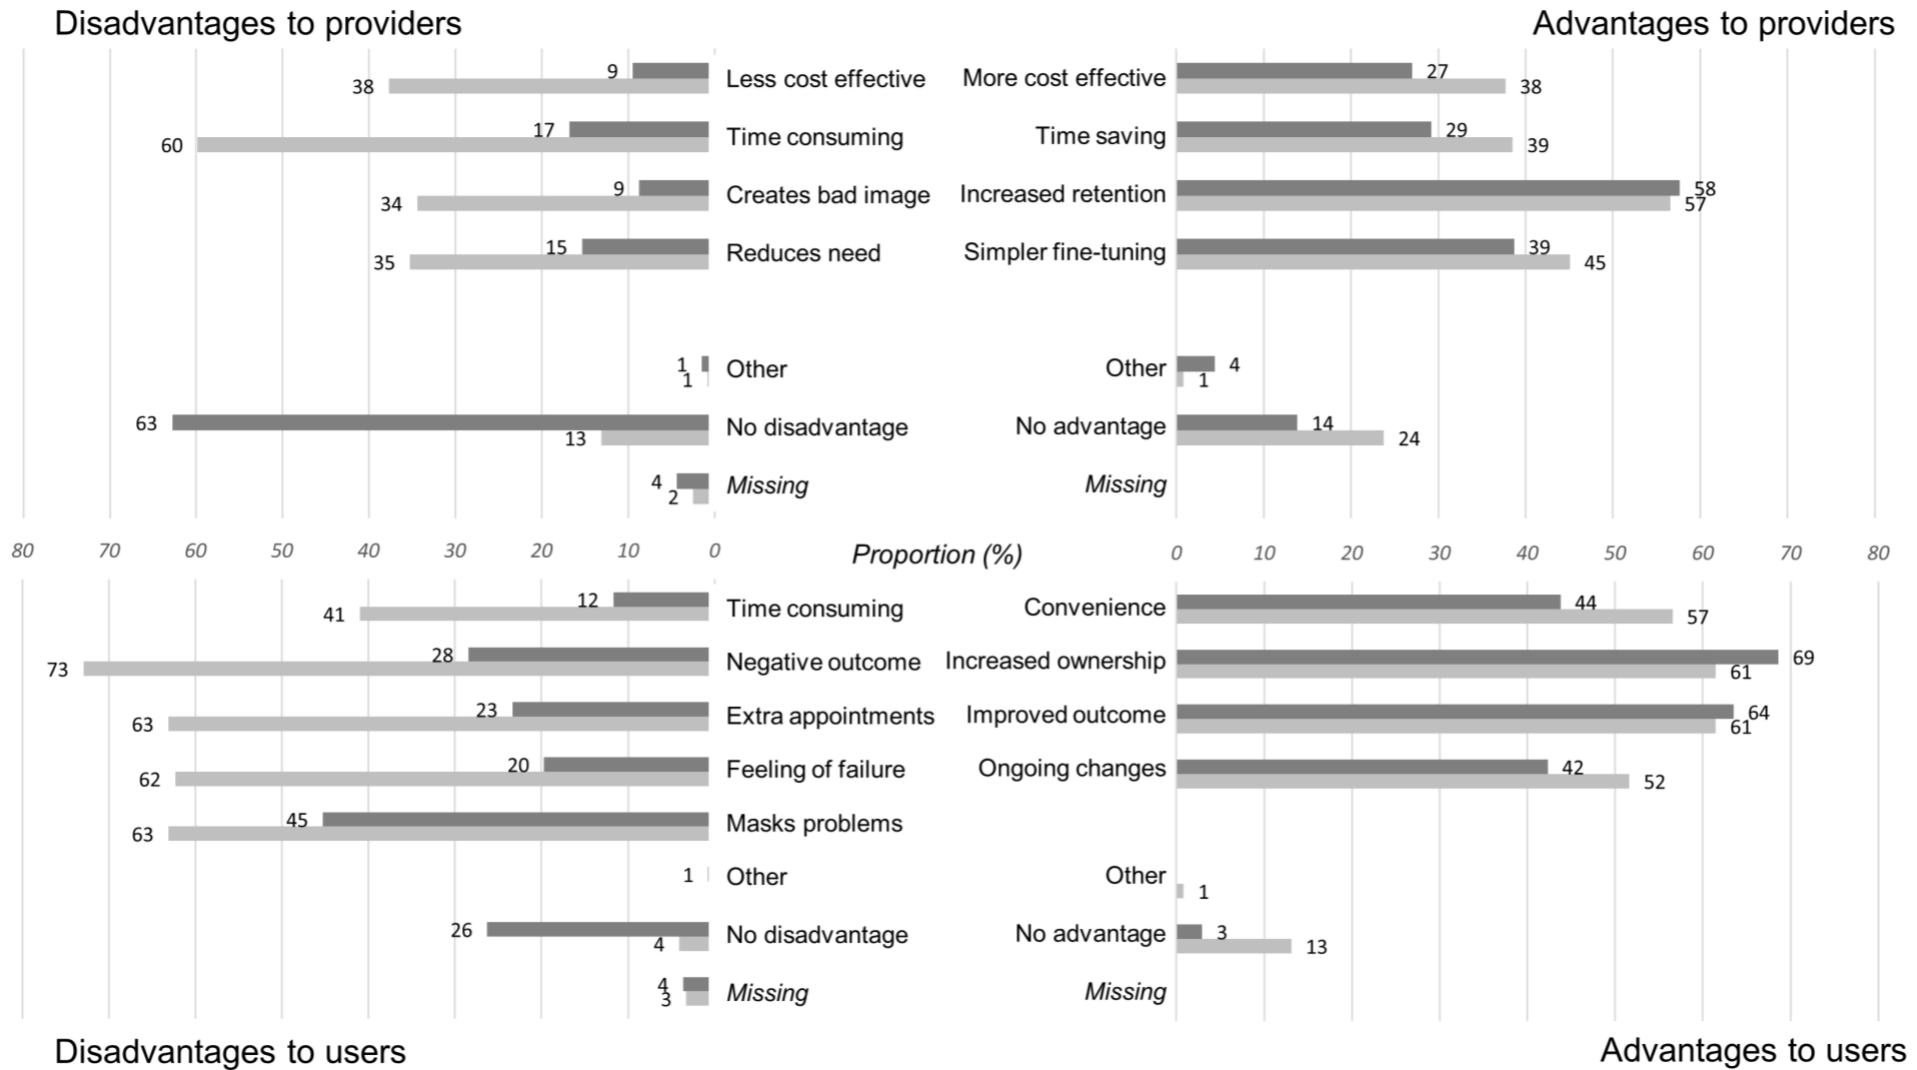 Disadvantages to providers Advantages to providers
9 Less cost effective More cost effective 27
38 38
17 Time consuming Time saving 29
60 39
9 Creates bad image Increased retention 58
34 57
15 Reduces need Simpler fine-tuning 39
35 45
1 Other Other 4
1 1
63 No disadvantage No advantage 14
13 24
4 Missing Missing
2
80 70 60 50 40 30 20 10 0 Proportion (%) 0 10 20 30 40 50 60 70 80
12 Time consuming Convenience 44
41 57
28 Negative outcome Increased ownership 69
73 61
23 Extra appointments Improved outcome 64
63 61
20 Feeling of failure Ongoing changes 42
62 52
45 Masks problems
63
1 Other Other
1
26 No disadvantage No advantage 3
4 13
4 Missing Missing
3
Disadvantages to users Advantages to users